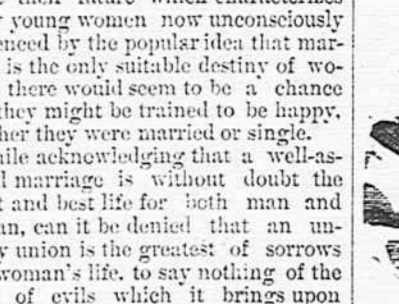 young women now unconsciously
enced by the popular idea that mar-
is the only suitable destiny of wo-
there would seem to be a chance
they might be trained to be happy,
her they were married or single.
ile acknowledging that a well-as-
l marriage is without doubt the
t and best life for both man and
an, can it be denied that an un-
y union is the greatest of sorrows
woman's life, to say nothing of the
of evils which it brings upon